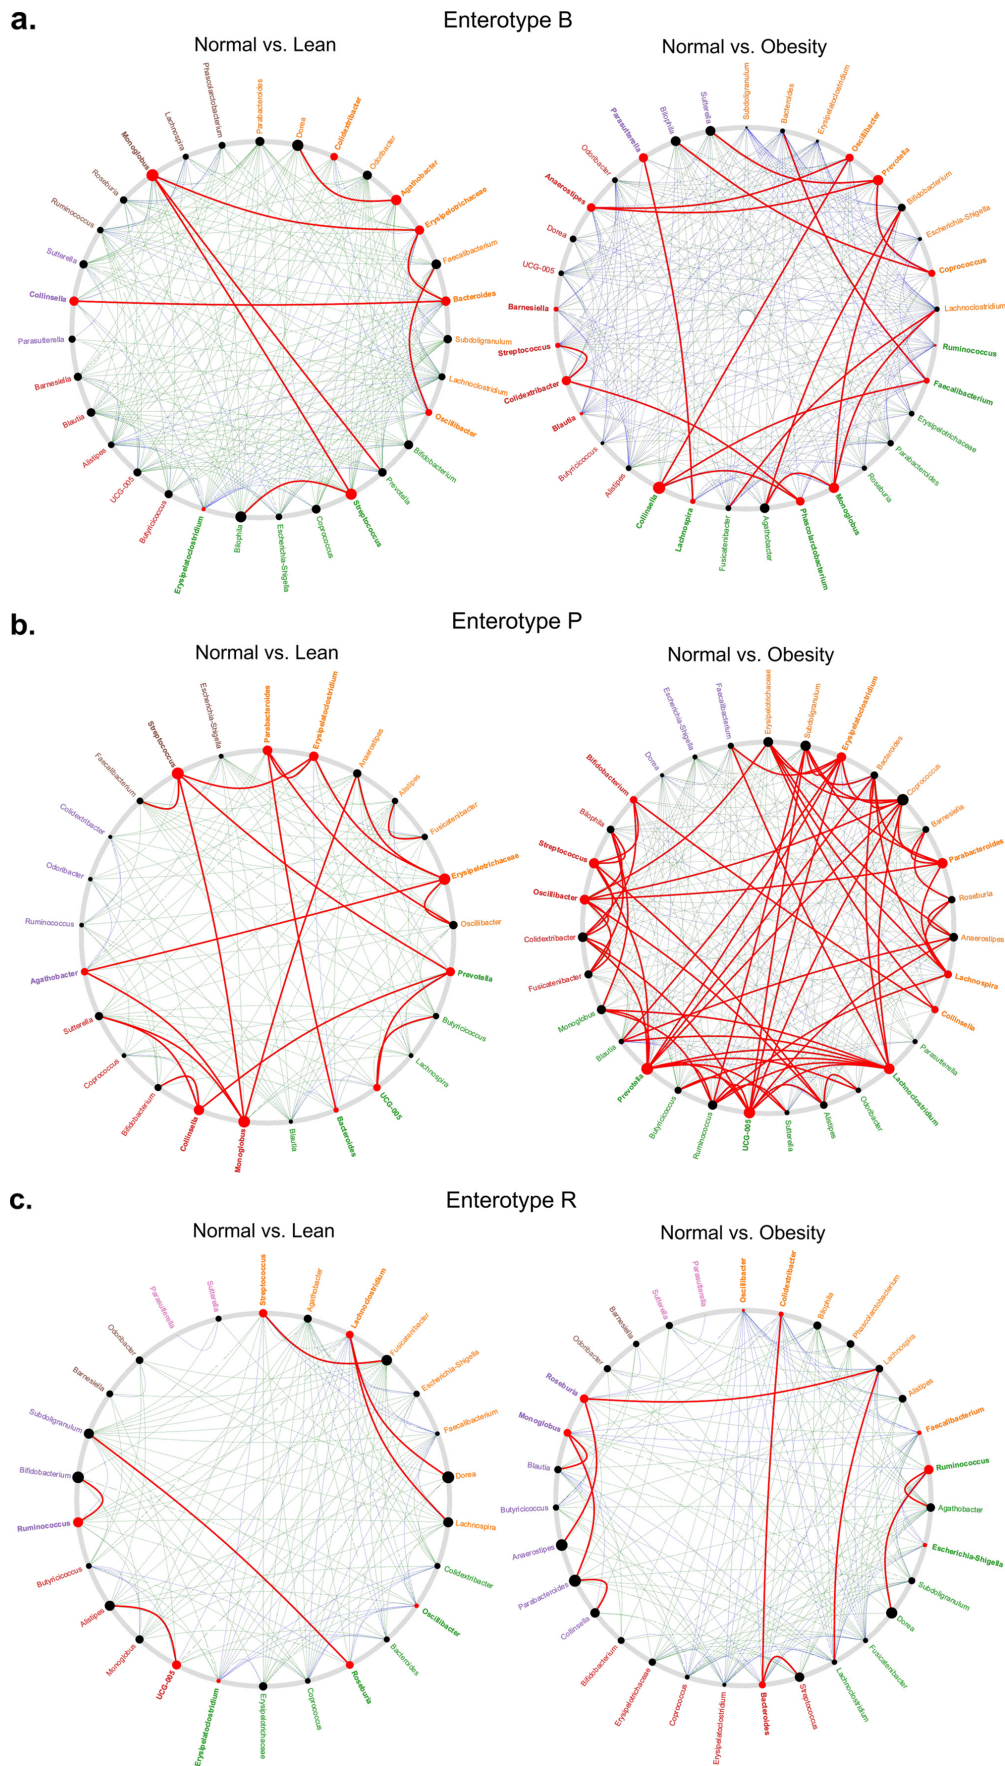 a.
Enterotype B
Normal vs. Lean
Normal vs. Obesity
Parabacteroides
Dorea
Colidextribacter
Odoribacter
Agathobacter
Erysipelotrichaceae
Faecalibacterium
Bacteroides
Subdoligranulum
Lachnoclostridium
Oscillibacter
Bifidobacterium
Prevotella
Streptococcus
Coprococcus
Escherichia-Shigella
Bilophila
Erysipelatoclostridium
Butyricicoccus
UCG-005
Alistipes
Blautia
Barnesiella
Parasutterella
Collinsella
Sutterella
Ruminococcus
Roseburia
Monoglobus
Lachnospira
Phascolarctobacterium
Subdoligranulum
Bacteroides
Erysipelatoclostridium
Oscillibacter
Prevotella
Bifidobacterium
Escherichia-Shigella
Coprococcus
Lachnoclostridium
Ruminococcus
Faecalibacterium
Erysipelotrichaceae
Parabacteroides
Roseburia
Monoglobus
Phascolarctobacterium
Agathobacter
Fusicatenibacter
Lachnospira
Collinsella
Alistipes
Butyricicoccus
Blautia
Colidextribacter
Streptococcus
Barnesiella
UCG-005
Dorea
Anaerostipes
Odoribacter
Parasutterella
Bilophila
Sutterella
b.
Enterotype P
Normal vs. Lean
Normal vs. Obesity
Parabacteroides
Erysipelatoclostridium
Anaerostipes
Alistipes
Fusicatenibacter
Erysipelotrichaceae
Oscillibacter
Prevotella
Butyricicoccus
Lachnospira
UCG-005
Bacteroides
Blautia
Monoglobus
Collinsella
Bifidobacterium
Coprococcus
Sutterella
Agathobacter
Ruminococcus
Odoribacter
Colidextribacter
Faecalibacterium
Streptococcus
Escherichia-Shigella
Erysipelotrichaceae
Subdoligranulum
Erysipelatoclostridium
Bacteroides
Coprococcus
Barnesiella
Parabacteroides
Roseburia
Anaerostipes
Lachnospira
Collinsella
Parasutterella
Lachnoclostridium
Odoribacter
Alistipes
Sutterella
UCG-005
Ruminococcus
Butyricicoccus
Prevotella
Blautia
Monoglobus
Fusicatenibacter
Colidextribacter
Oscillibacter
Streptococcus
Bilophila
Bifidobacterium
Dorea
Escherichia-Shigella
Faecalibacterium
c.
Enterotype R
Normal vs. Lean
Normal vs. Obesity
Streptococcus
Agathobacter
Lachnoclostridium
Fusicatenibacter
Escherichia-Shigella
Faecalibacterium
Dorea
Lachnospira
Colidextribacter
Oscillibacter
Bacteroides
Roseburia
Coprococcus
Erysipelotrichaceae
Erysipelatoclostridium
UCG-005
Monoglobus
Alistipes
Butyricicoccus
Ruminococcus
Bifidobacterium
Subdoligranulum
Barnesiella
Odoribacter
Parasutterella
Sutterella
Oscillibacter
Colidextribacter
Bilophila
Phascolarctobacterium
Lachnospira
Alistipes
Faecalibacterium
Ruminococcus
Agathobacter
Escherichia-Shigella
Subdoligranulum
Dorea
Fusicatenibacter
Lachnoclostridium
Streptococcus
Bacteroides
Erysipelatoclostridium
Coprococcus
Erysipelotrichaceae
Bifidobacterium
Collinsella
Parabacteroides
Anaerostipes
Butyricicoccus
Blautia
Monoglobus
Roseburia
Odoribacter
Barnesiella
Sutterella
Parasutterella